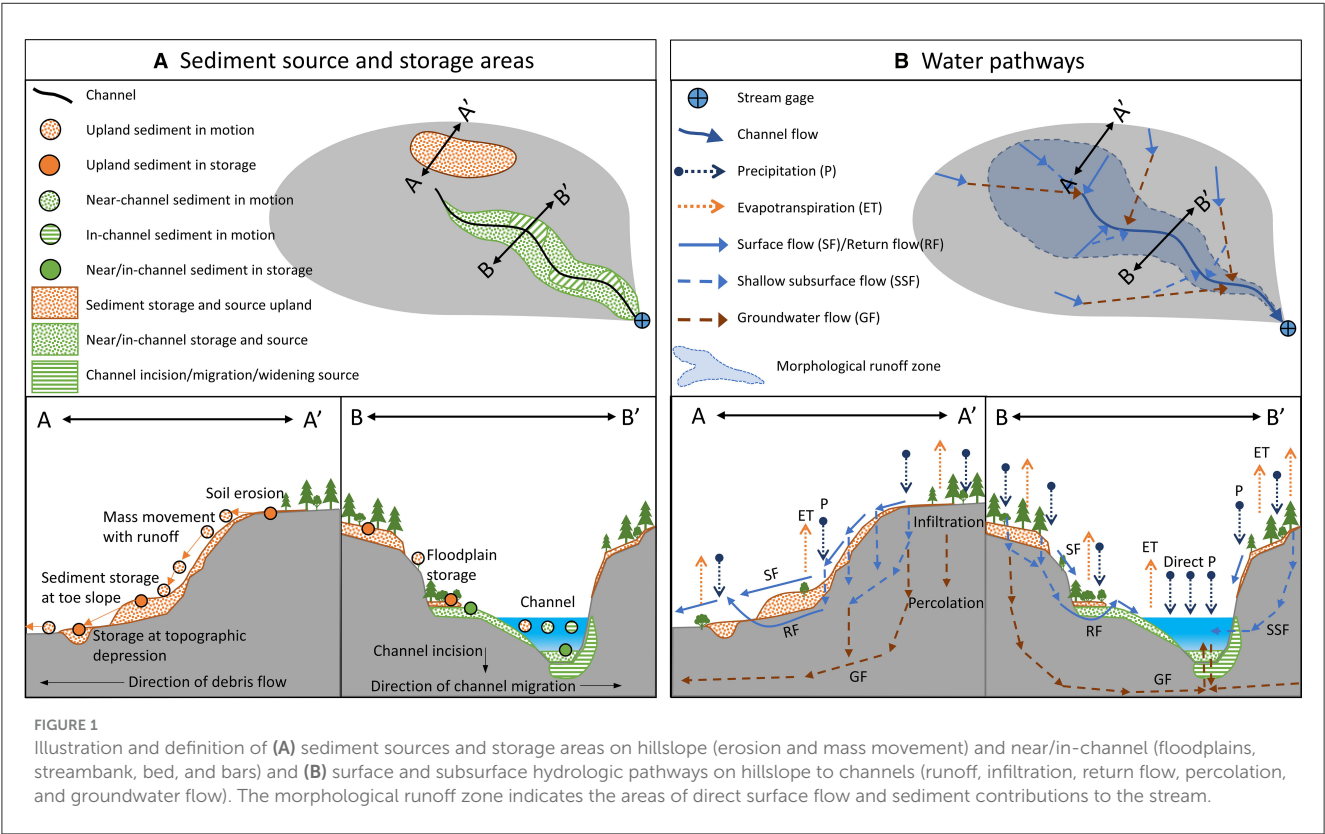 A Sediment source and storage areas
Channel
Upland sediment in motion
Upland sediment in storage
Near-channel sediment in motion
In-channel sediment in motion
Near/in-channel sediment in storage
Sediment storage and source upland
Near/in-channel storage and source
Channel incision/migration/widening source
A'
A
B'
B
A
A'
Soil erosion
Mass movement
with runoff
Sediment storage
at toe slope
Storage at topographic
depression
Direction of debris flow
B
B'
Floodplain
storage
Channel
Channel incision
Direction of channel migration
B Water pathways
Stream gage
Channel flow
Precipitation (P)
Evapotranspiration (ET)
Surface flow (SF)/Return flow(RF)
Shallow subsurface flow (SSF)
Groundwater flow (GF)
Morphological runoff zone
A'
A
B'
B
A
A'
ET
P
SF
RF
GF
Infiltration
Percolation
B
B'
ET
P
SF
ET
Direct P
RF
SSF
GF
FIGURE 1
Illustration and definition of (A) sediment sources and storage areas on hillslope (erosion and mass movement) and near/in-channel (floodplains,
streambank, bed, and bars) and (B) surface and subsurface hydrologic pathways on hillslope to channels (runoff, infiltration, return flow, percolation,
and groundwater flow). The morphological runoff zone indicates the areas of direct surface flow and sediment contributions to the stream.